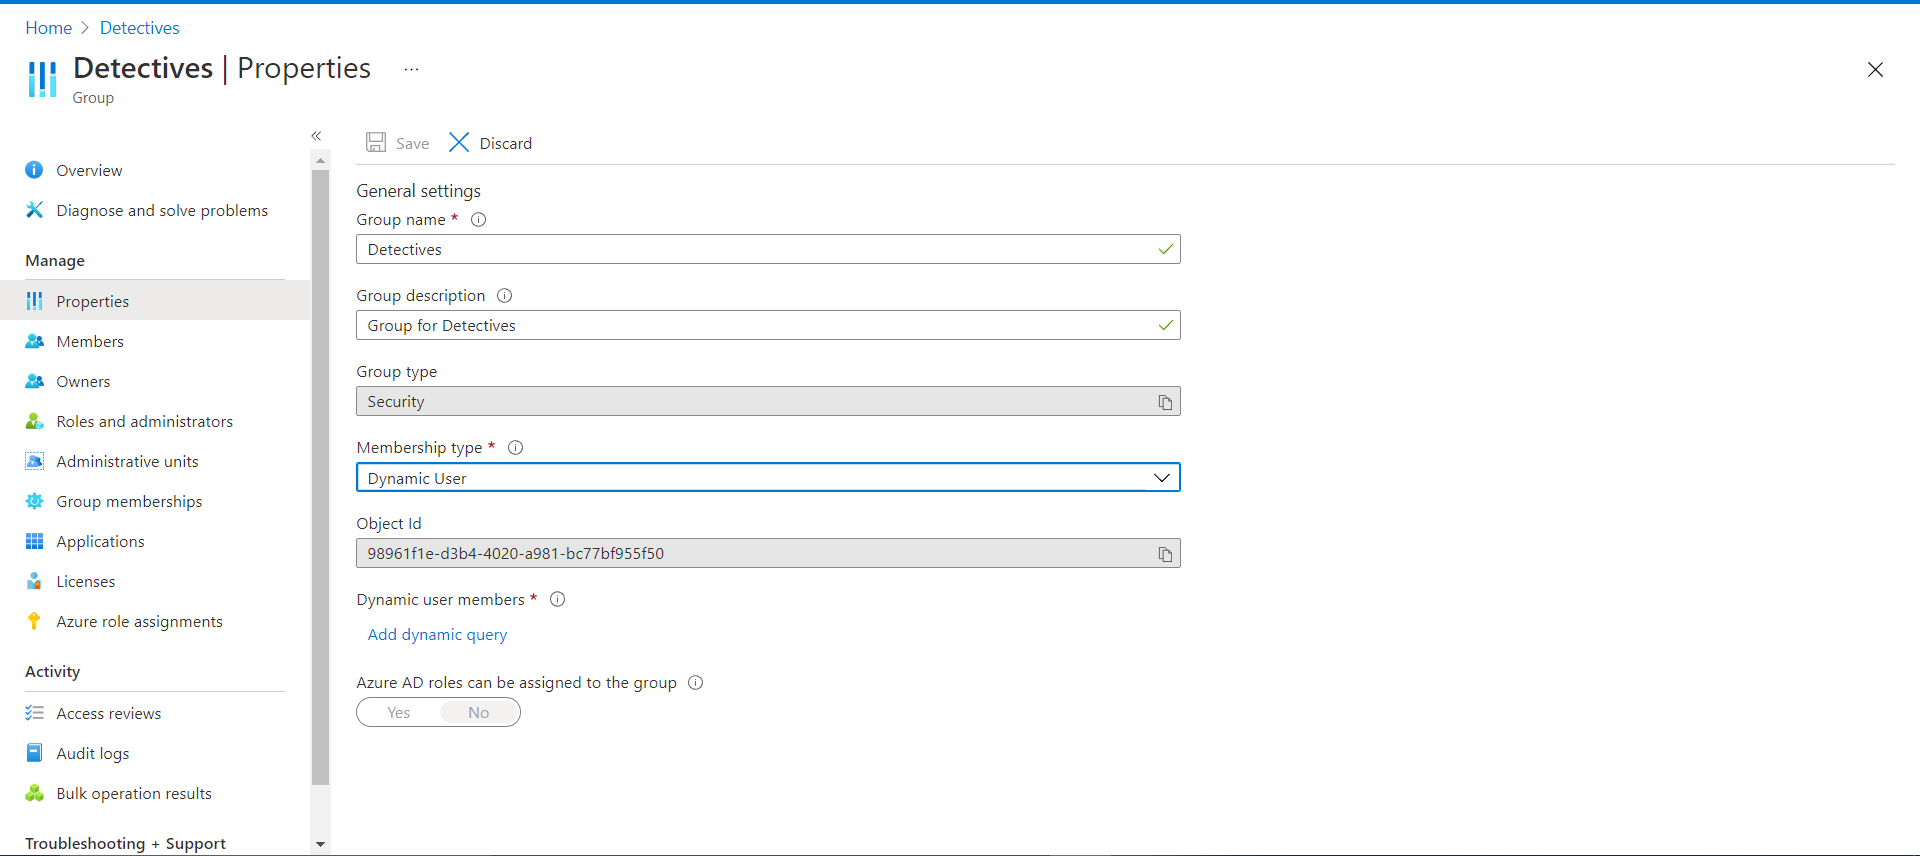 Home > Detectives
Detectives | Properties ...
Group
«
Save Discard
Overview
Diagnose and solve problems
Manage
Properties
Members
Owners
Roles and administrators
Administrative units
Group memberships
Applications
Licenses
Azure role assignments
Activity
Access reviews
Audit logs
Bulk operation results
Troubleshooting + Support
General settings
Group name *
Detectives
Group description
Group for Detectives
Group type
Security
Membership type *
Dynamic User
Object Id
98961f1e-d3b4-4020-a981-bc77bf955f50
Dynamic user members *
Add dynamic query
Azure AD roles can be assigned to the group
Yes No